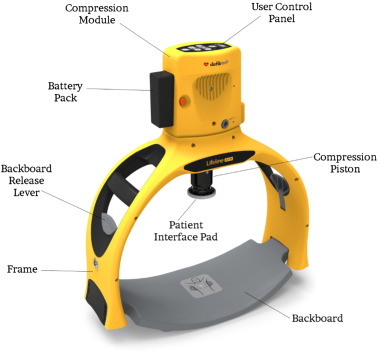 Compression
Module
User Control
Panel
defibtech
Battery
Pack
Lifeline ARM
Backboard
Release
Lever
Compression
Piston
Patient
Interface Pad
Frame
Backboard